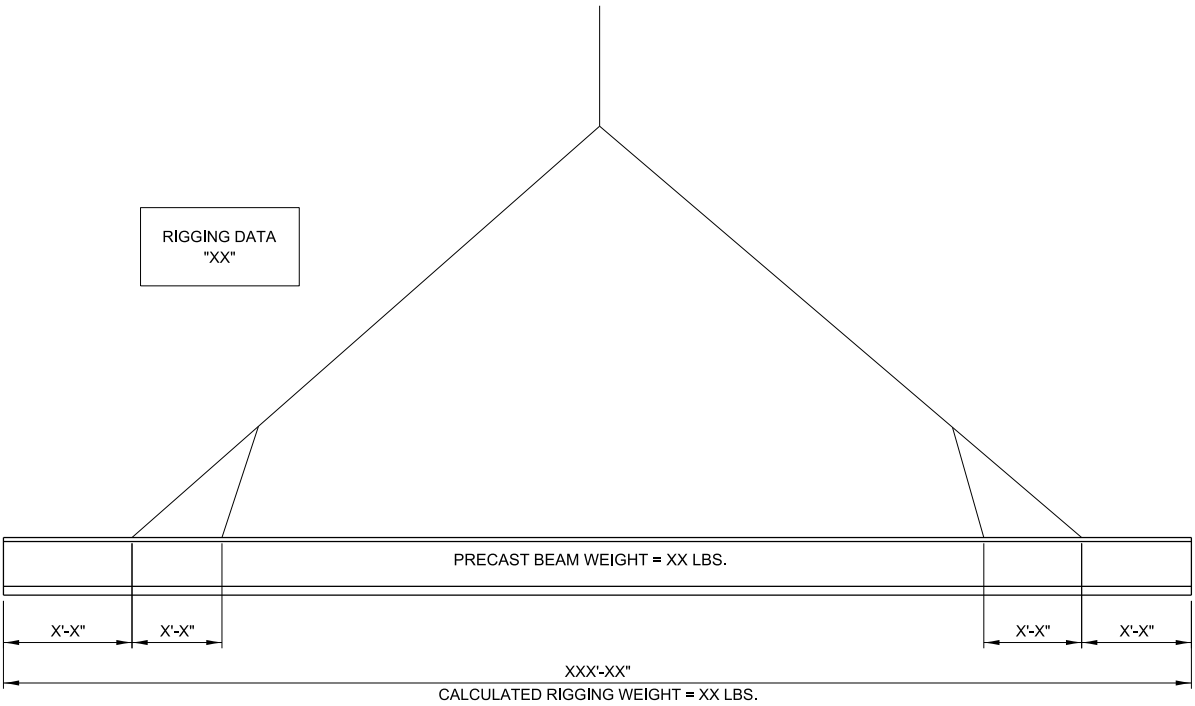 RIGGING DATA
"XX"
PRECAST BEAM WEIGHT = XX LBS.
X'-X"
X'-X"
X'-X"
X'-X"
XXX'-XX"
CALCULATED RIGGING WEIGHT = XX LBS.